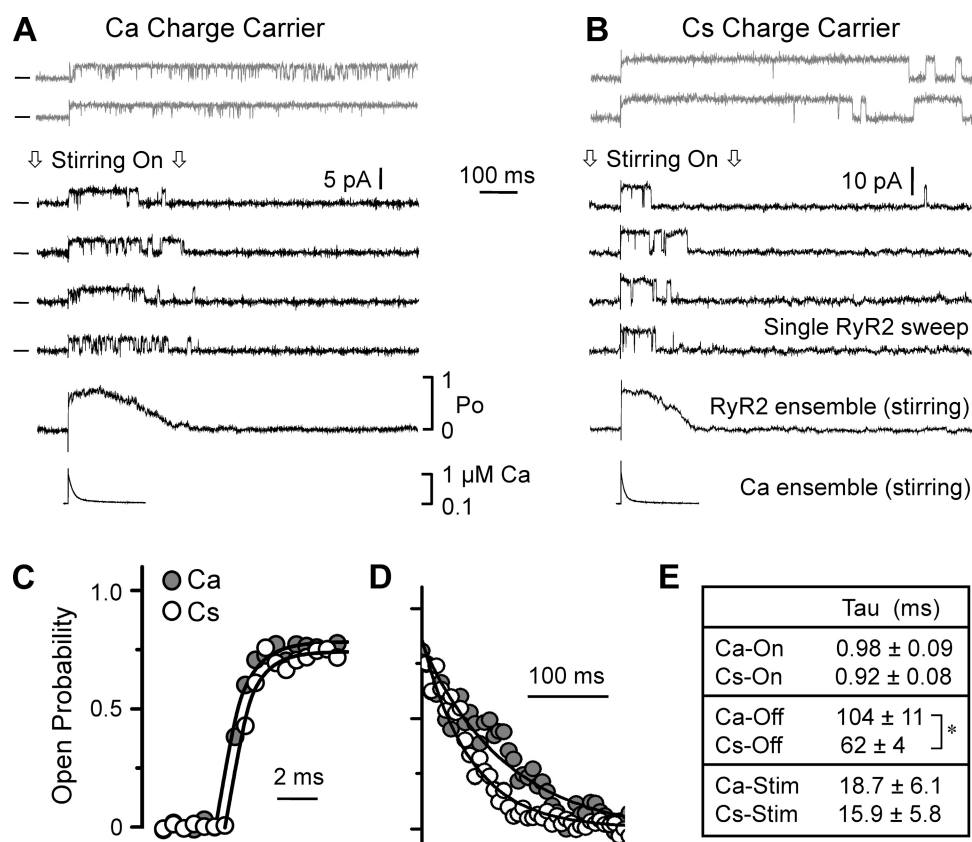 A
Ca Charge Carrier
B
Cs Charge Carrier
⇩ Stirring On ⇩
5 pA
100 ms
⇩ Stirring On ⇩
10 pA
Single RyR2 sweep
1
Po
0
RyR2 ensemble (stirring)
1 µM Ca
0.1
Ca ensemble (stirring)
C
Ca
Cs
Open Probability
1.0
0.5
0
2 ms
D
100 ms
E
Tau (ms)
Ca-On 0.98 ± 0.09
Cs-On 0.92 ± 0.08
Ca-Off 104 ± 11
*
Cs-Off 62 ± 4
Ca-Stim 18.7 ± 6.1
Cs-Stim 15.9 ± 5.8